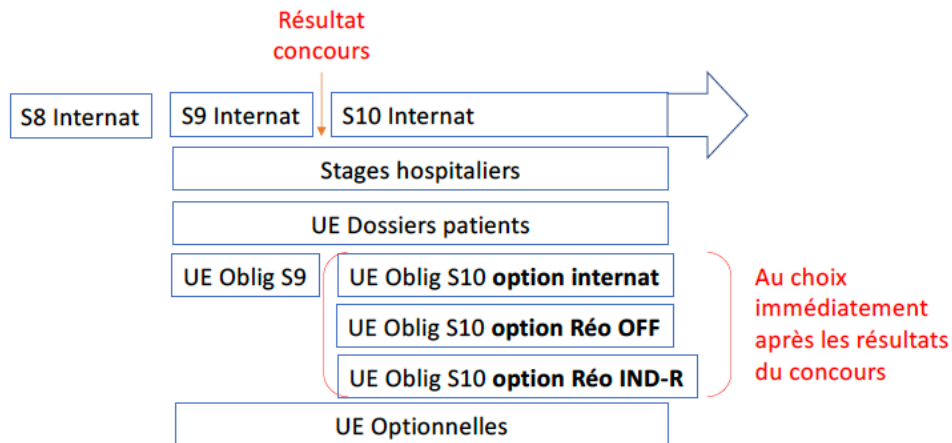 Résultat
concours
S8 Internat
S9 Internat
S10 Internat
Stages hospitaliers
UE Dossiers patients
UE Oblig S9
UE Oblig S10 option internat
UE Oblig S10 option Réo OFF
UE Oblig S10 option Réo IND-R
Au choix
immédiatement
après les résultats
du concours
UE Optionnelles